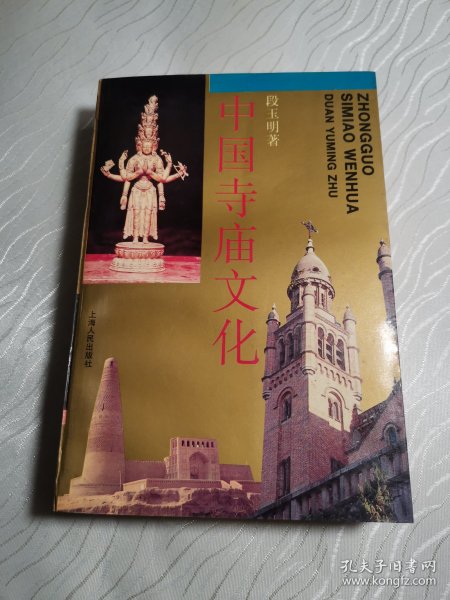 ZHONGGUO
SIMIAO WENHUA
DUAN YUMING ZHU
段玉明著
中国寺庙文化
上海人民出版社
孔夫子旧书网
www.kongfz.com